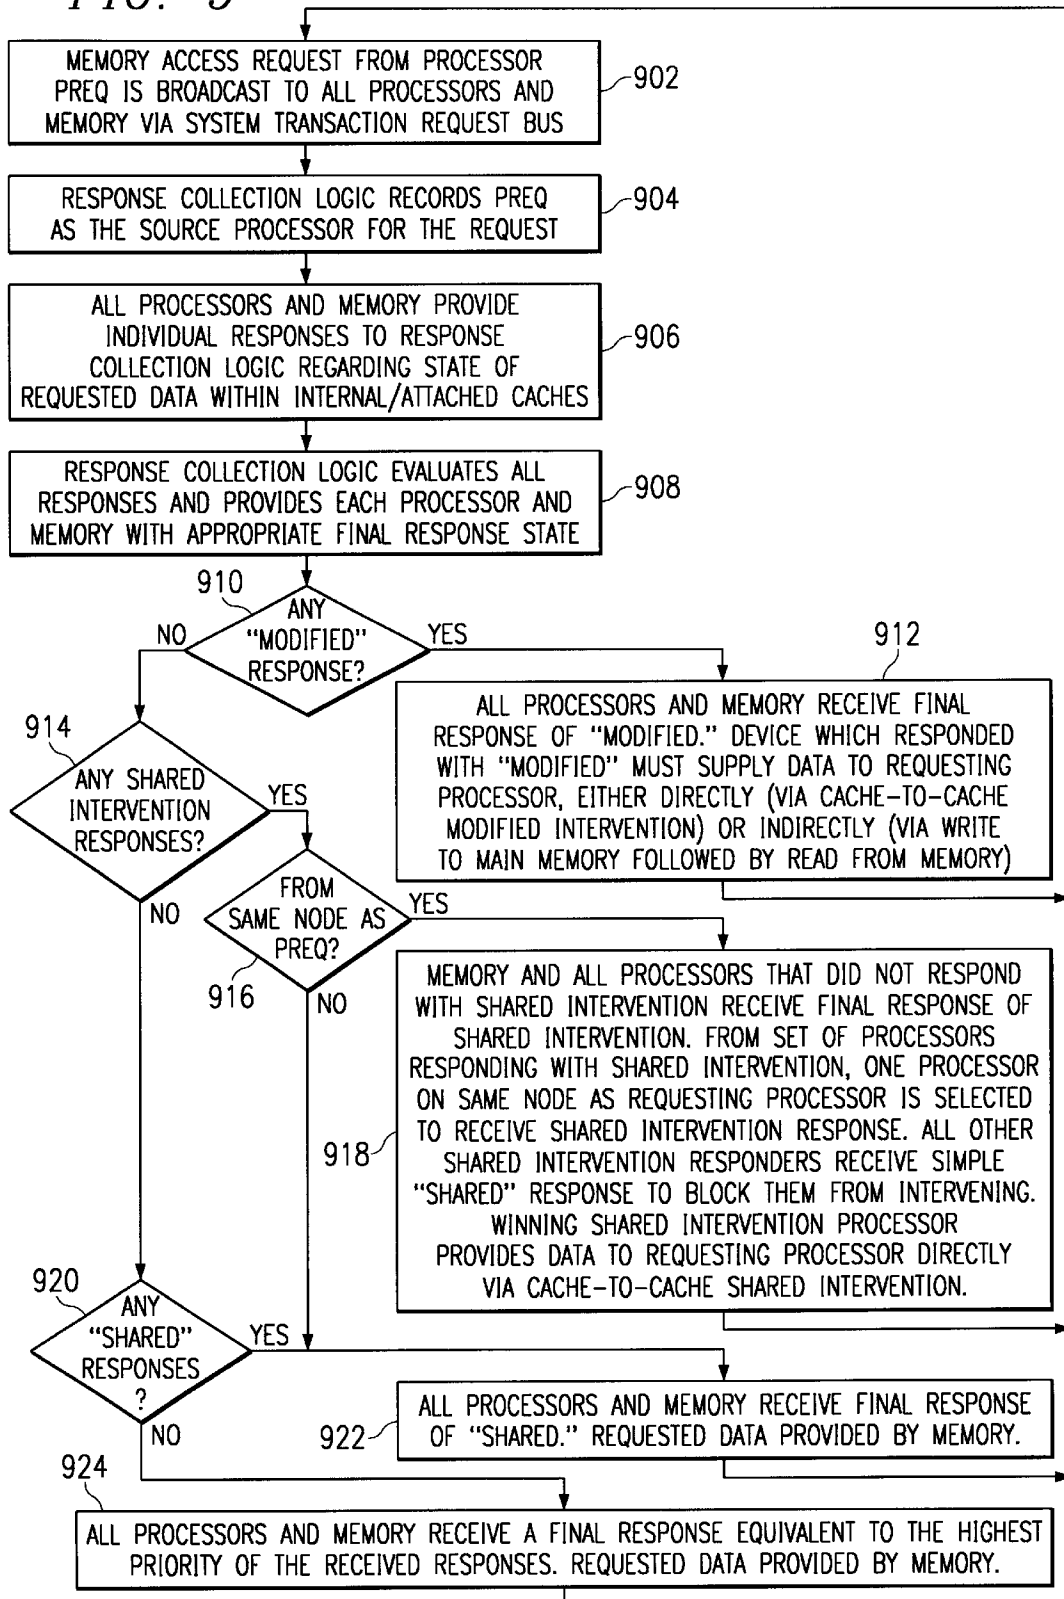 FIG. 9
MEMORY ACCESS REQUEST FROM PROCESSOR
PREQ IS BROADCAST TO ALL PROCESSORS AND
MEMORY VIA SYSTEM TRANSACTION REQUEST BUS
902
RESPONSE COLLECTION LOGIC RECORDS PREQ
AS THE SOURCE PROCESSOR FOR THE REQUEST
904
ALL PROCESSORS AND MEMORY PROVIDE
INDIVIDUAL RESPONSES TO RESPONSE
COLLECTION LOGIC REGARDING STATE OF
REQUESTED DATA WITHIN INTERNAL/ATTACHED CACHES
906
RESPONSE COLLECTION LOGIC EVALUATES ALL
RESPONSES AND PROVIDES EACH PROCESSOR AND
MEMORY WITH APPROPRIATE FINAL RESPONSE STATE
908
910
ANY
"MODIFIED"
RESPONSE?
NO
YES
912
ALL PROCESSORS AND MEMORY RECEIVE FINAL
RESPONSE OF "MODIFIED." DEVICE WHICH RESPONDED
WITH "MODIFIED" MUST SUPPLY DATA TO REQUESTING
PROCESSOR, EITHER DIRECTLY (VIA CACHE-TO-CACHE
MODIFIED INTERVENTION) OR INDIRECTLY (VIA WRITE
TO MAIN MEMORY FOLLOWED BY READ FROM MEMORY)
914
ANY SHARED
INTERVENTION
RESPONSES?
YES
NO
FROM
SAME NODE AS
PREQ?
YES
916
NO
MEMORY AND ALL PROCESSORS THAT DID NOT RESPOND
WITH SHARED INTERVENTION RECEIVE FINAL RESPONSE OF
SHARED INTERVENTION. FROM SET OF PROCESSORS
RESPONDING WITH SHARED INTERVENTION, ONE PROCESSOR
ON SAME NODE AS REQUESTING PROCESSOR IS SELECTED
TO RECEIVE SHARED INTERVENTION RESPONSE. ALL OTHER
SHARED INTERVENTION RESPONDERS RECEIVE SIMPLE
"SHARED" RESPONSE TO BLOCK THEM FROM INTERVENING.
WINNING SHARED INTERVENTION PROCESSOR
PROVIDES DATA TO REQUESTING PROCESSOR DIRECTLY
VIA CACHE-TO-CACHE SHARED INTERVENTION.
918
920
ANY
"SHARED"
RESPONSES
?
YES
NO
ALL PROCESSORS AND MEMORY RECEIVE FINAL RESPONSE
OF "SHARED." REQUESTED DATA PROVIDED BY MEMORY.
922
924
ALL PROCESSORS AND MEMORY RECEIVE A FINAL RESPONSE EQUIVALENT TO THE HIGHEST
PRIORITY OF THE RECEIVED RESPONSES. REQUESTED DATA PROVIDED BY MEMORY.